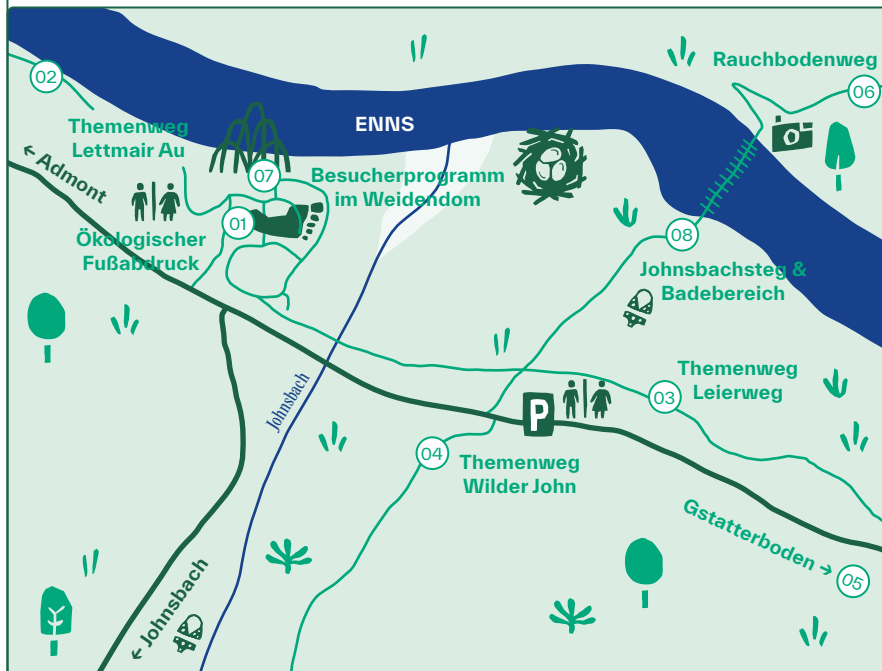 Rauchbodenweg
06
02
ENNS
Themenweg
Lettmair Au
← Admont
07
Besucherprogramm
im Weidendom
01
Ökologischer
Fußabdruck
08
Johnsbachsteg &
Badebereich
Johnsbach
Themenweg
Leierweg
03
P
04
Themenweg
Wilder John
Gstatterboden →
05
← Johnsbach